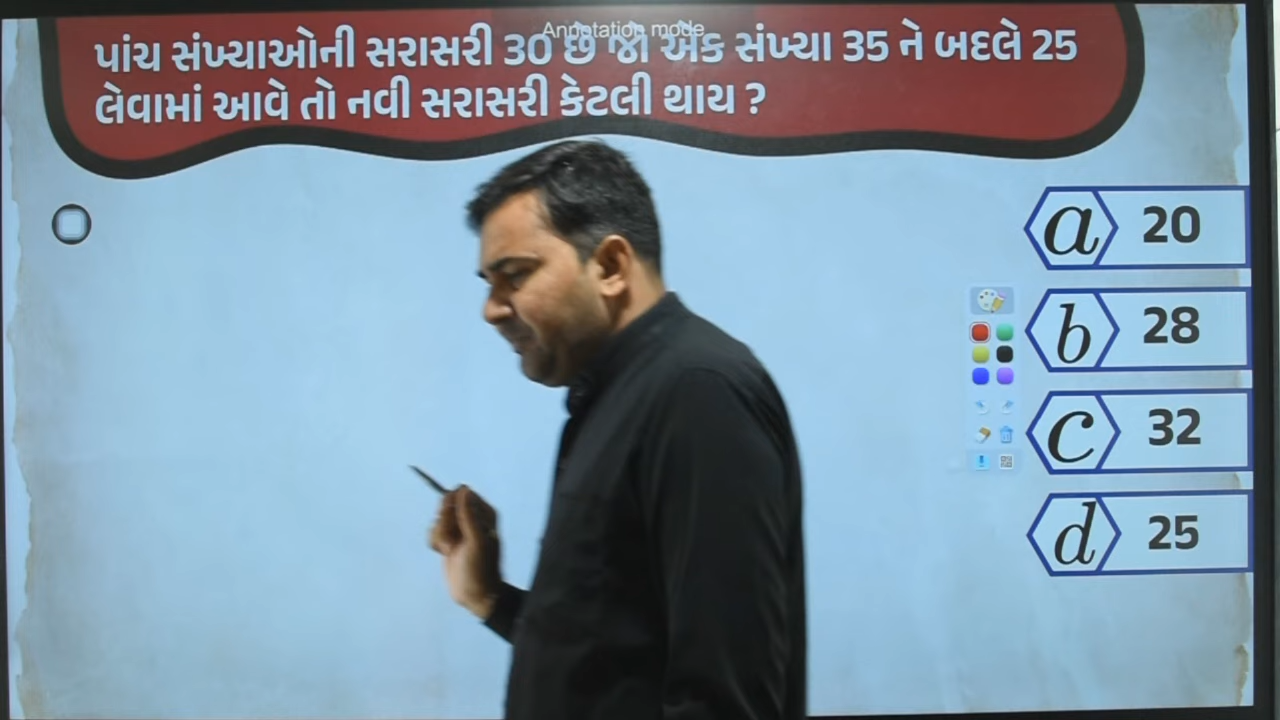 Annotation mode
પાંચ સંખ્યાઓની સરાસરી 30 છે જો એક સંખ્યા 35 ને બદલે 25
લેવામાં આવે તો નવી સરાસરી કેટલી થાય ?
a 20
b 28
c 32
d 25